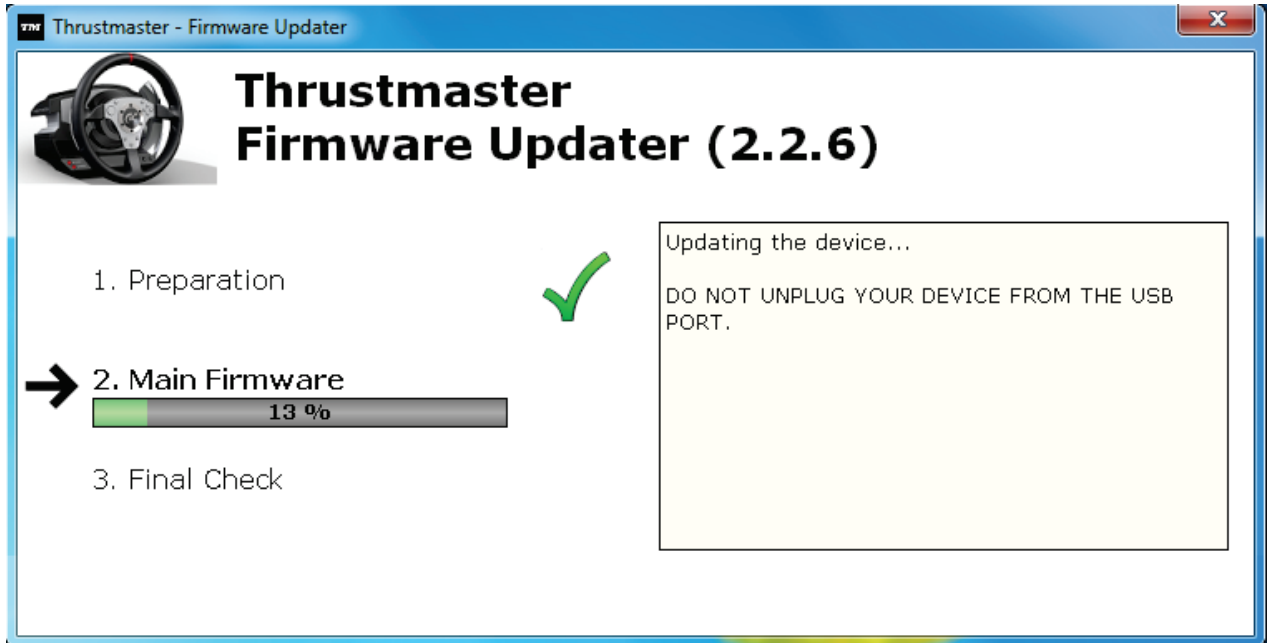 TM Thrustmaster - Firmware Updater
x
Thrustmaster
Firmware Updater (2.2.6)
1. Preparation
2. Main Firmware
13 %
3. Final Check
Updating the device...
DO NOT UNPLUG YOUR DEVICE FROM THE USB
PORT.